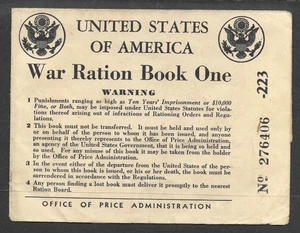 UNITED STATES
OF AMERICA
War Ration Book One
WARNING
1 Punishments ranging as high as Ten Years' Imprisonment or $10,000
Fine, or Both, may be imposed under United States Statutes for viola-
tions thereof arising out of infractions of Rationing Orders and Regu-
lations.
2 This book must not be transferred. It must be held and used only by
or on behalf of the person to whom it has been issued, and anyone
presenting it thereby represents to the Office of Price Administration,
an agency of the United States Government, that it is being so held and
so used. For any misuse of this book it may be taken from the holder
by the Office of Price Administration.
3 In the event either of the departure from the United States of the per-
son to whom this book is issued, or his or her death, the book must be
surrendered in accordance with the Regulations.
4 Any person finding a lost book must deliver it promptly to the nearest
Ration Board.
OFFICE OF PRICE ADMINISTRATION
№ 276406 -223